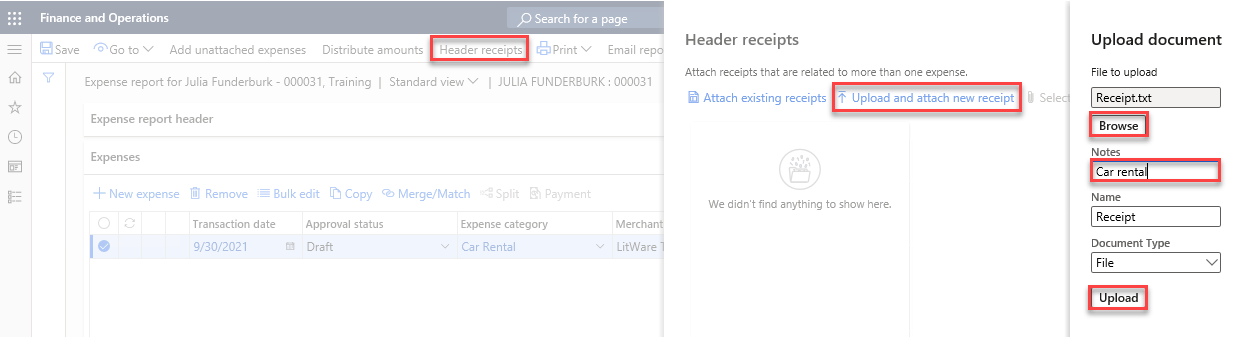 Finance and Operations
Search for a page
Save Go to Add unattached expenses Distribute amounts Header receipts Print Email repo
Expense report for Julia Funderburk - 000031, Training | Standard view | JULIA FUNDERBURK : 000031
Expense report header
Expenses
New expense Remove Bulk edit Copy Merge/Match Split Payment
Transaction date Approval status Expense category Merchant
9/30/2021 Draft Car Rental LitWare T
Header receipts
Attach receipts that are related to more than one expense.
Attach existing receipts Upload and attach new receipt Select
We didn't find anything to show here.
Upload document
File to upload
Receipt.txt
Browse
Notes
Car rental
Name
Receipt
Document Type
File
Upload